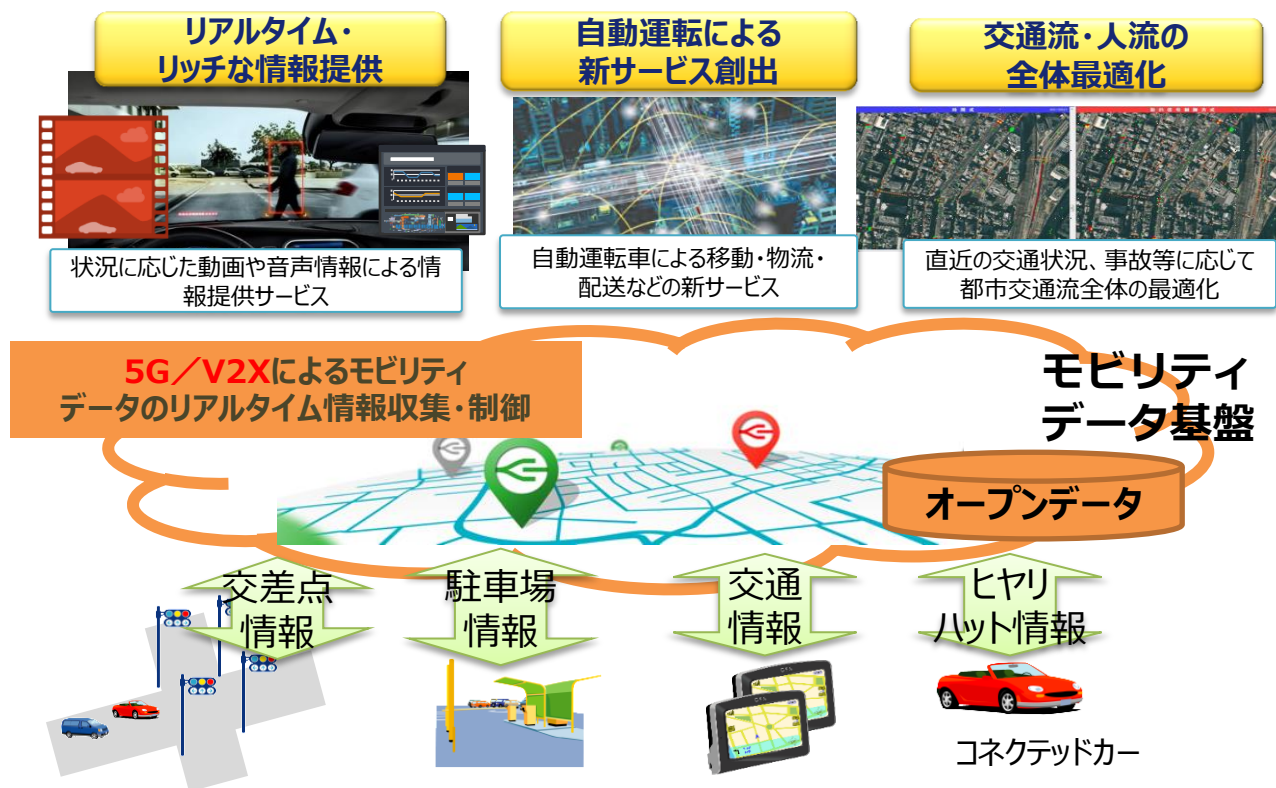 リアルタイム・
リッチな情報提供
自動運転による
新サービス創出
交通流・人流の
全体最適化
状況に応じた動画や音声情報による情
報提供サービス
自動運転車による移動・物流・
配送などの新サービス
直近の交通状況、事故等に応じて
都市交通流全体の最適化
5G／V2Xによるモビリティ
データのリアルタイム情報収集・制御
モビリティ
データ基盤
オープンデータ
交差点
情報
駐車場
情報
交通
情報
ヒヤリ
ハット情報
コネクテッドカー